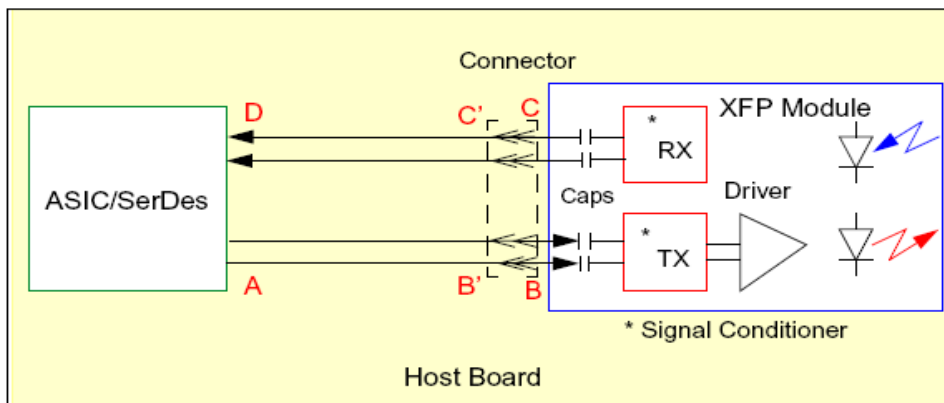 Connector
D
C'
C
XFP Module
*
RX
ASIC/SerDes
Caps
Driver
*
TX
A
B'
B
* Signal Conditioner
Host Board